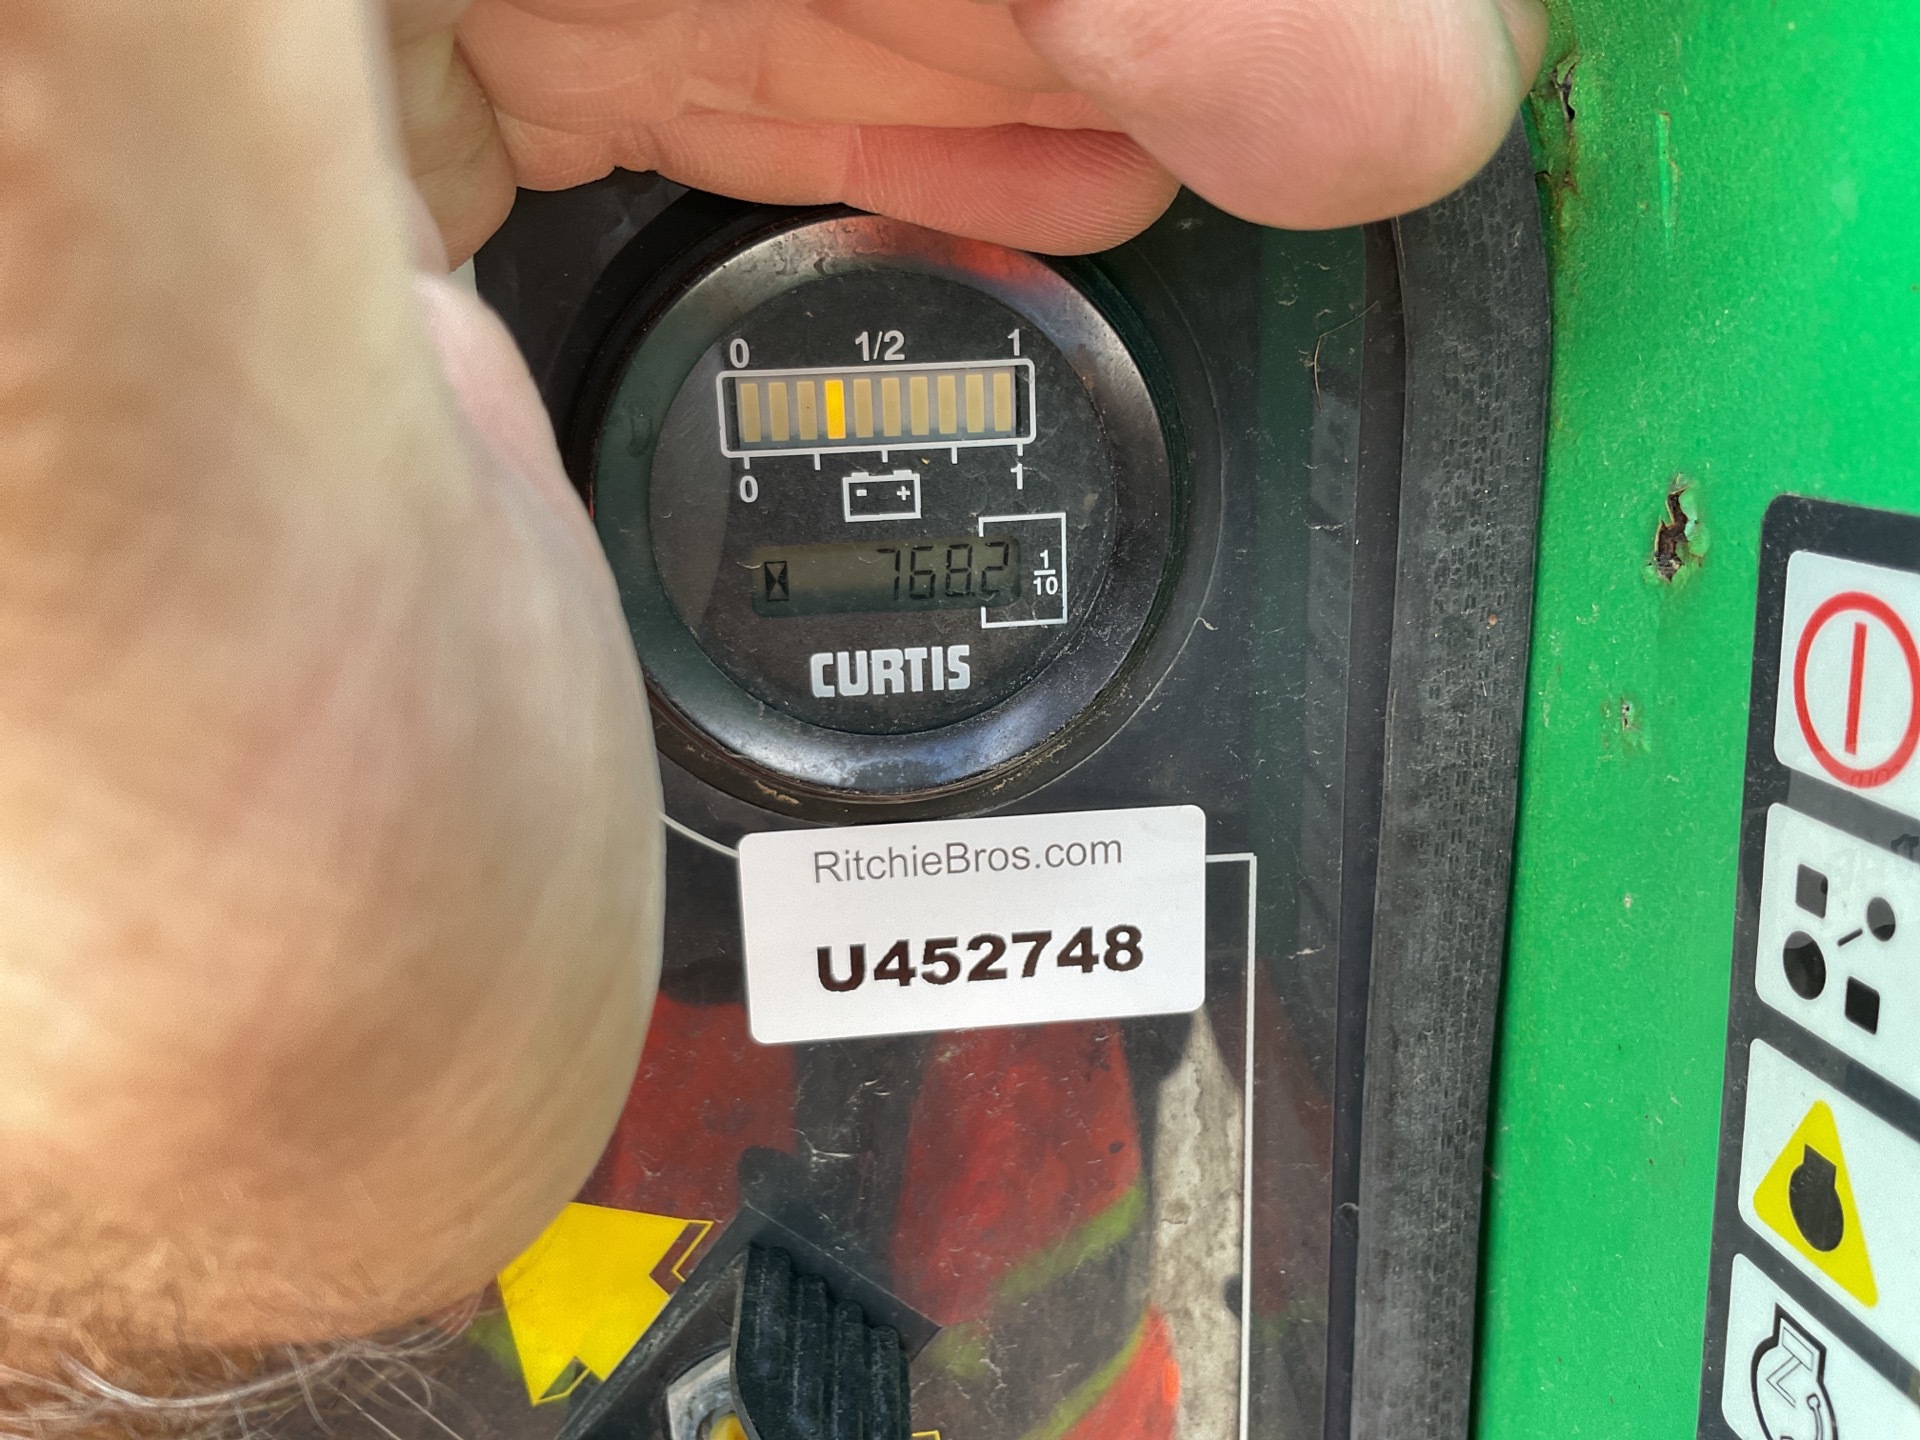 0 1/2 1
0 - + 1
768.2 1/10
CURTIS
RitchieBros.com
U452748